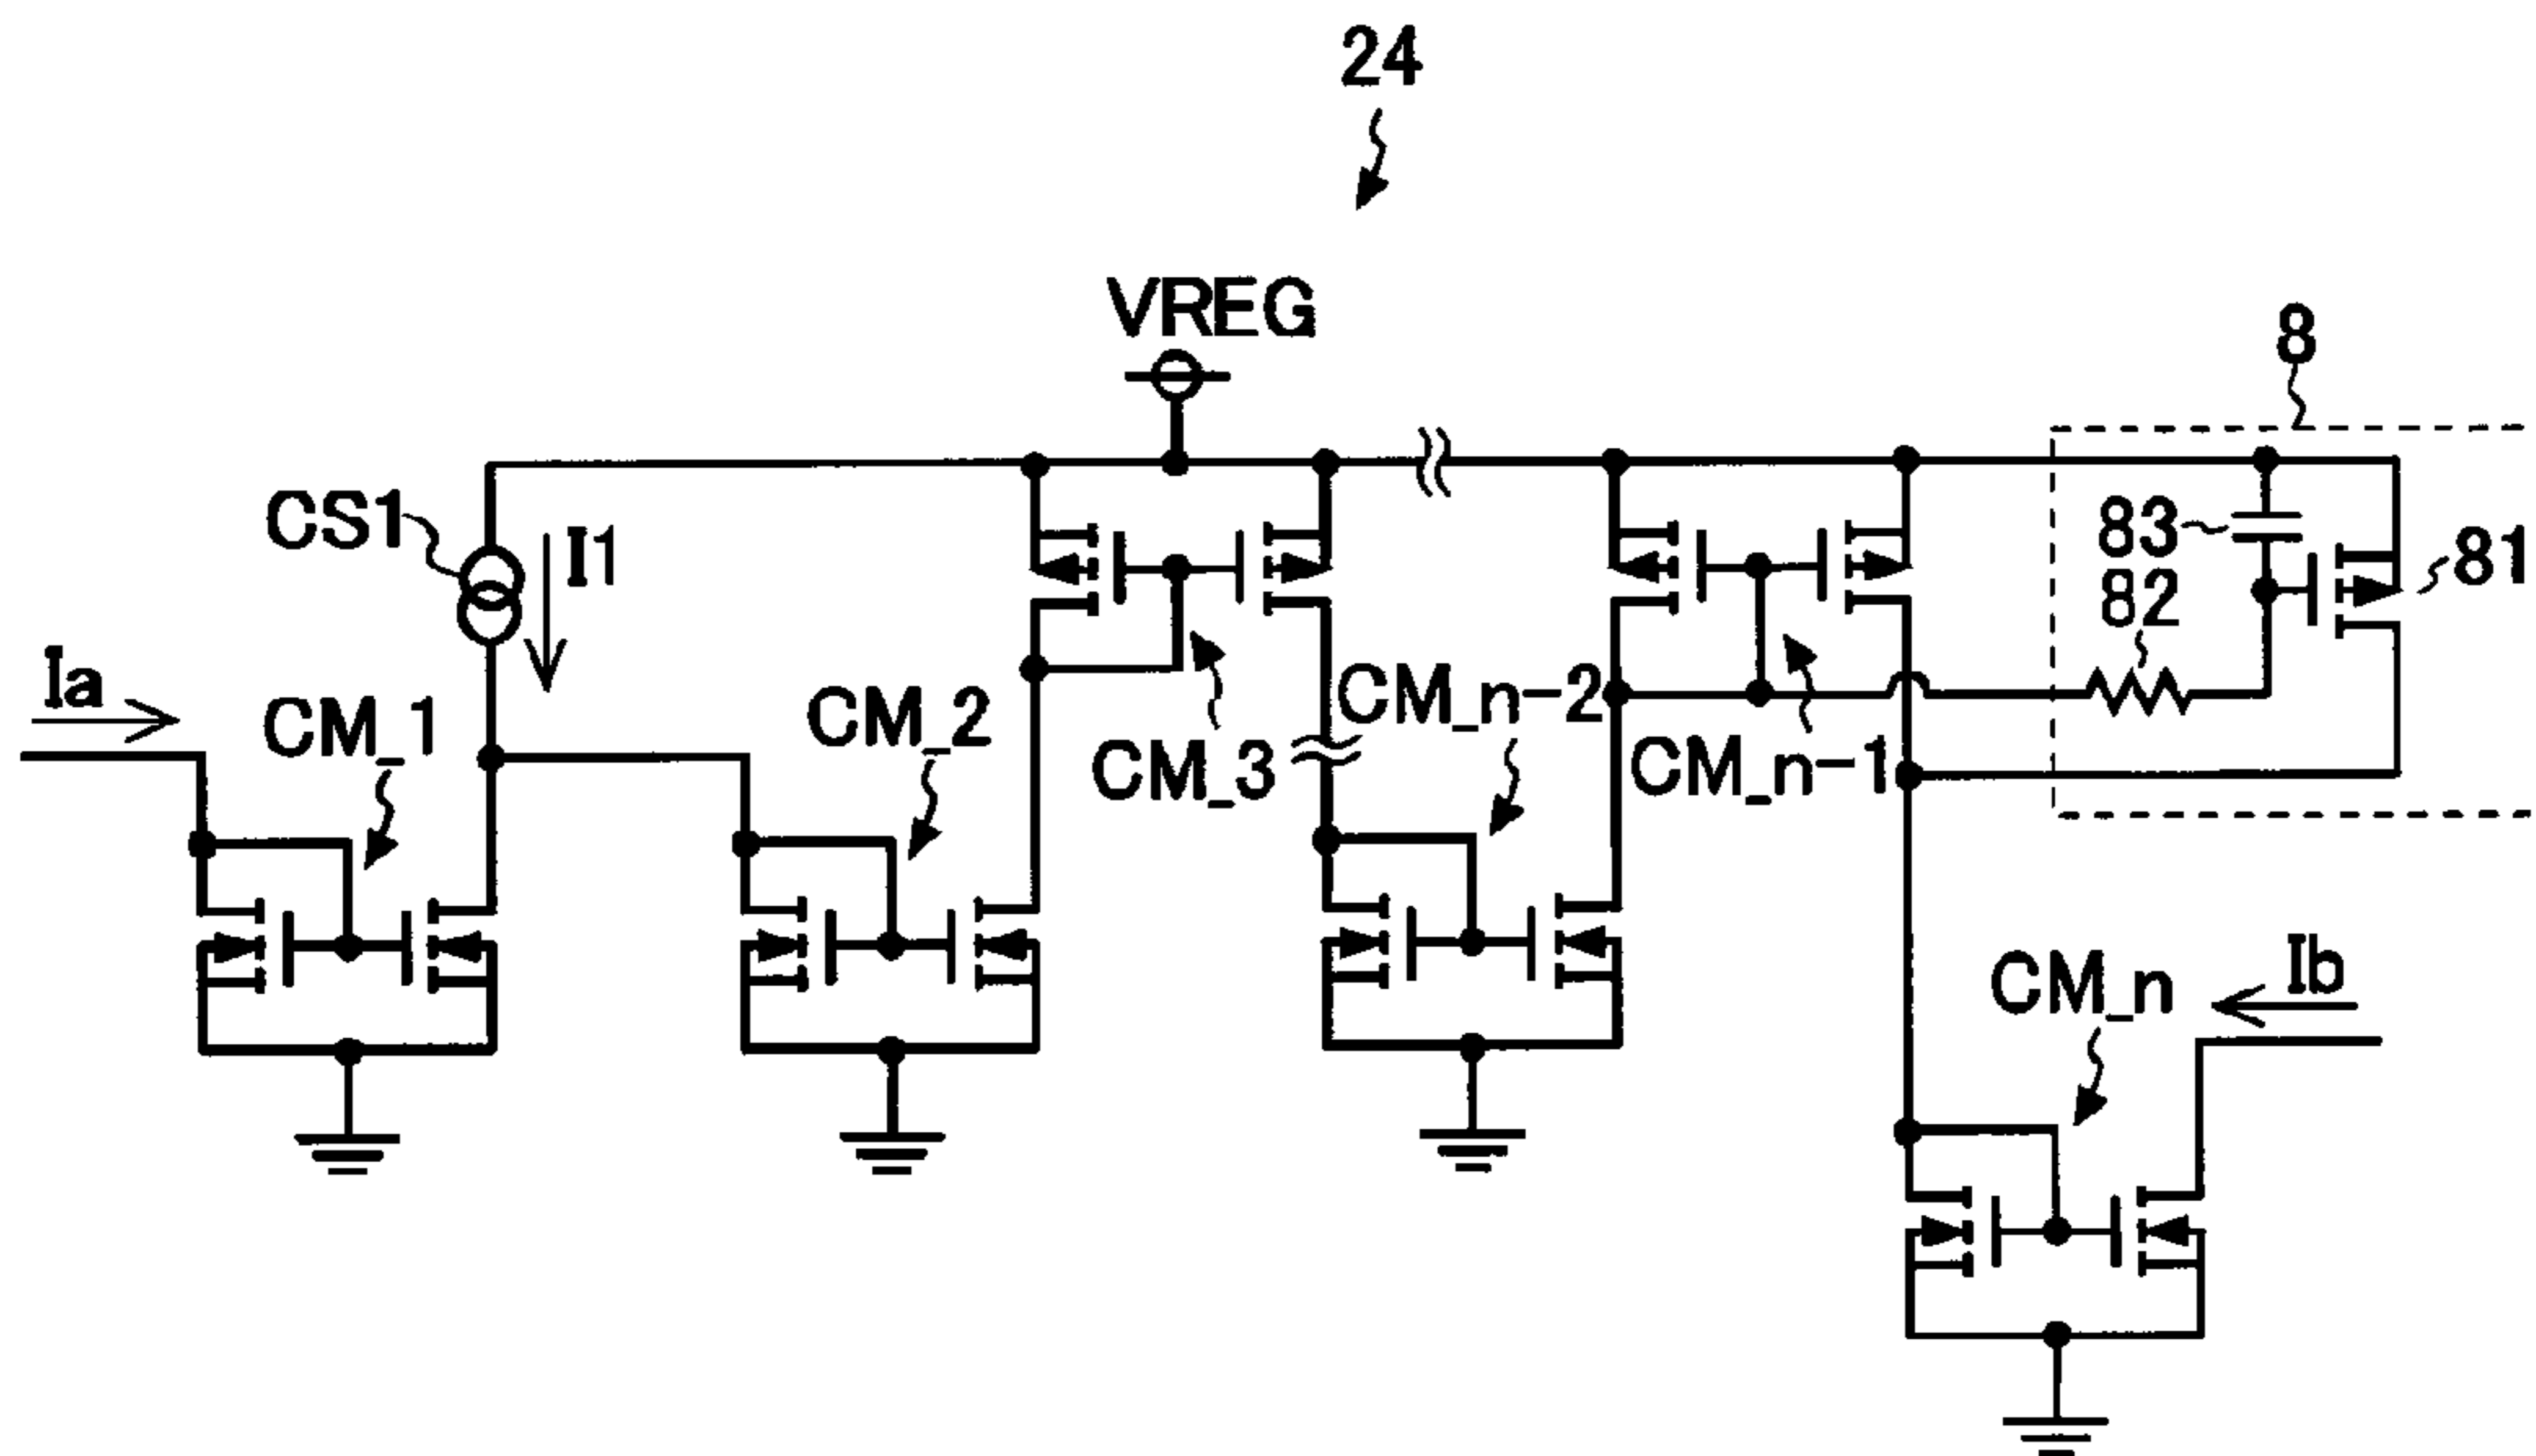 24
VREG
8
CS1
I1
83
81
82
Ia
CM_1
CM_2
CM_3
CM_n-2
CM_n-1
CM_n
Ib